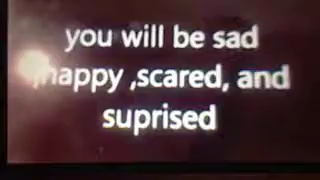 you will be sad
,happy ,scared, and
suprised